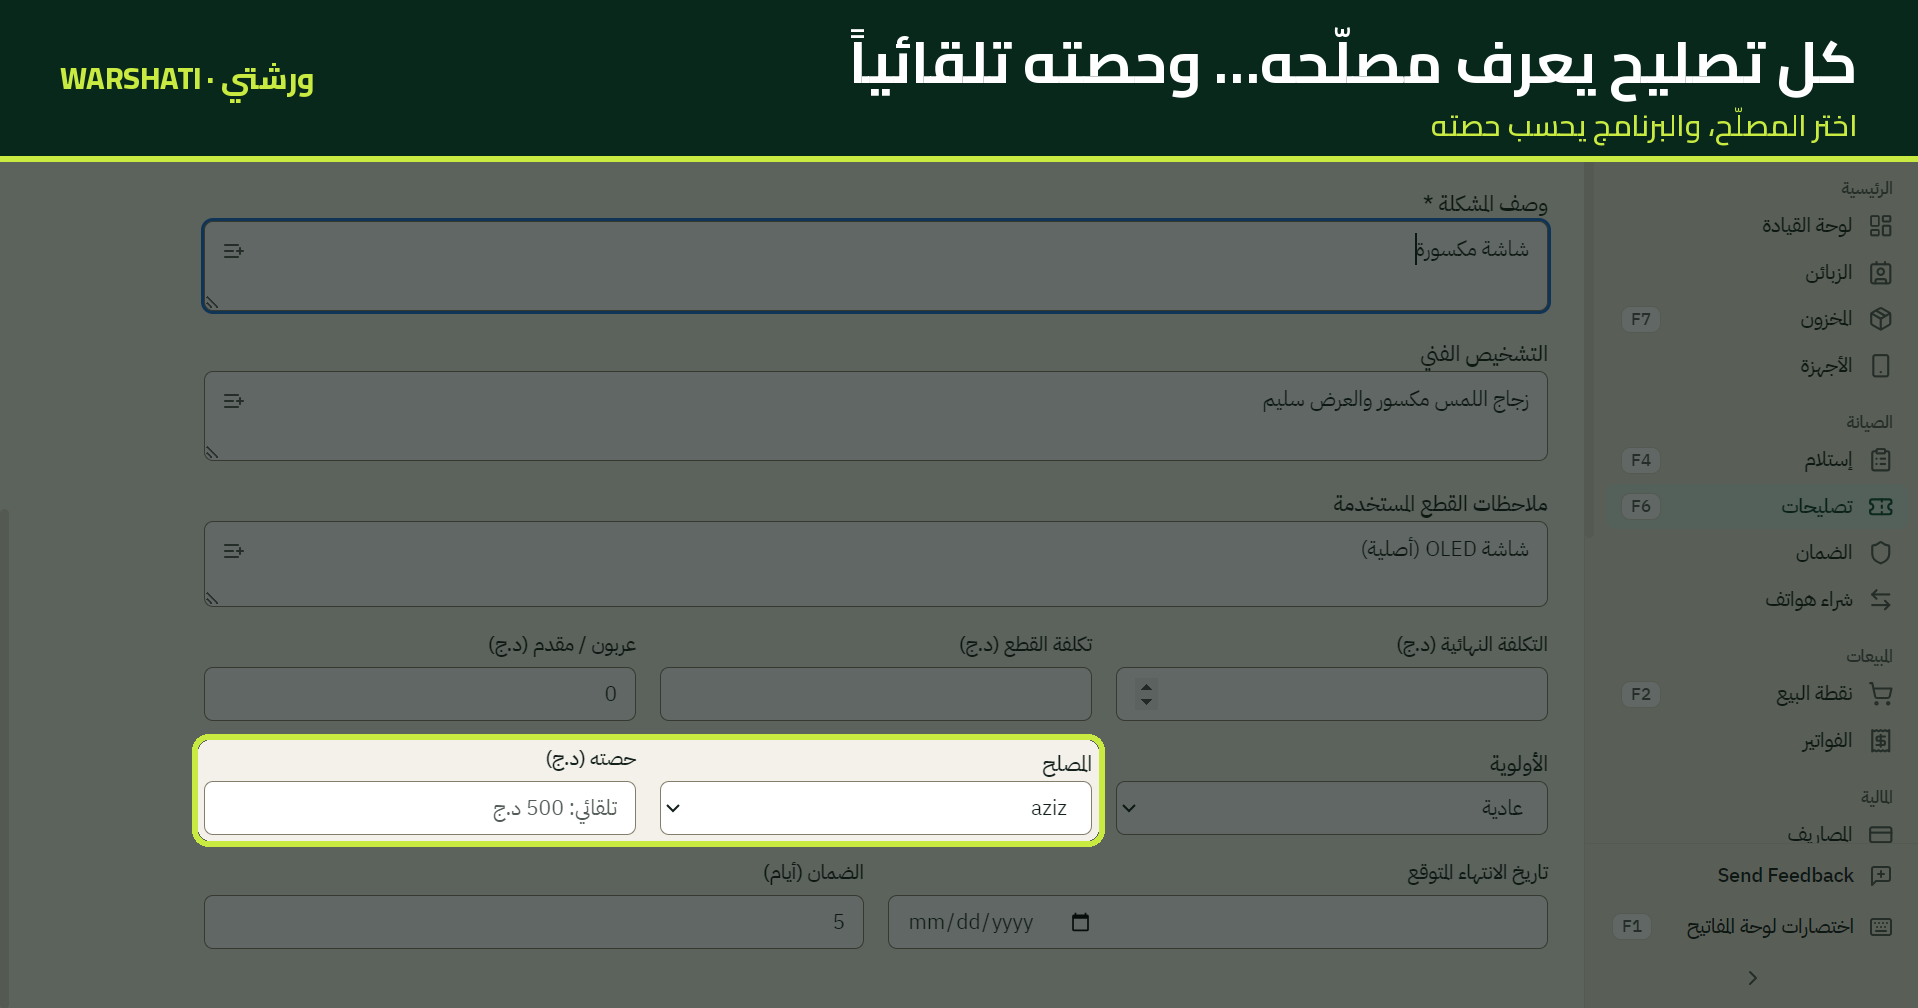 كل تصليح يعرف مصلّحه... وحصته تلقائياً
اختر المصلّح، والبرنامج يحسب حصته
ورشتي · WARSHATI
الرئيسية
لوحة القيادة
الزبائن
المخزون F7
الأجهزة
الصيانة
إستلام F4
تصليحات F6
الضمان
شراء هواتف
المبيعات
نقطة البيع F2
الفواتير
المالية
المصاريف
Send Feedback
اختصارات لوحة المفاتيح F1
وصف المشكلة *
شاشة مكسورة
التشخيص الفني
زجاج اللمس مكسور والعرض سليم
ملاحظات القطع المستخدمة
شاشة OLED (أصلية)
التكلفة النهائية (د.ج)
تكلفة القطع (د.ج)
عربون / مقدم (د.ج)
0
الأولوية
عادية
المصلح
aziz
حصته (د.ج)
تلقائي: 500 د.ج
تاريخ الانتهاء المتوقع
mm/dd/yyyy
الضمان (أيام)
5